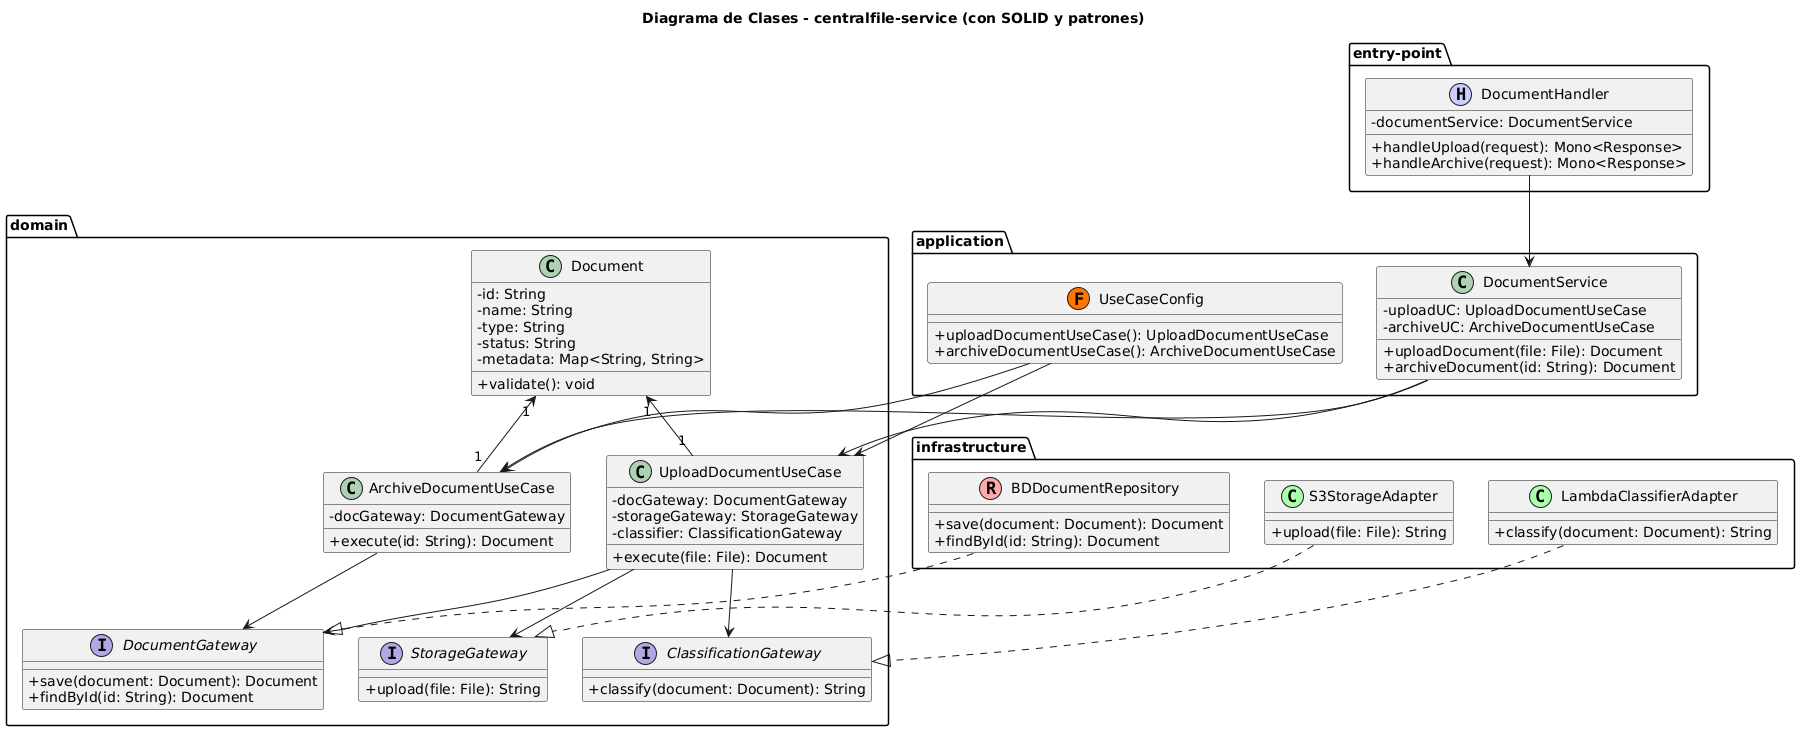 Diagrama de Clases - centralfile-service (con SOLID y patrones)
entry-point
H DocumentHandler
-documentService: DocumentService
+handleUpload(request): Mono<Response>
+handleArchive(request): Mono<Response>
domain
C Document
-id: String
-name: String
-type: String
-status: String
-metadata: Map<String, String>
+validate(): void
application
F UseCaseConfig
+uploadDocumentUseCase(): UploadDocumentUseCase
+archiveDocumentUseCase(): ArchiveDocumentUseCase
C DocumentService
-uploadUC: UploadDocumentUseCase
-archiveUC: ArchiveDocumentUseCase
+uploadDocument(file: File): Document
+archiveDocument(id: String): Document
1
1
1
1
C ArchiveDocumentUseCase
-docGateway: DocumentGateway
+execute(id: String): Document
C UploadDocumentUseCase
-docGateway: DocumentGateway
-storageGateway: StorageGateway
-classifier: ClassificationGateway
+execute(file: File): Document
infrastructure
R BDDocumentRepository
+save(document: Document): Document
+findById(id: String): Document
C S3StorageAdapter
+upload(file: File): String
C LambdaClassifierAdapter
+classify(document: Document): String
I DocumentGateway
+save(document: Document): Document
+findById(id: String): Document
I StorageGateway
+upload(file: File): String
I ClassificationGateway
+classify(document: Document): String